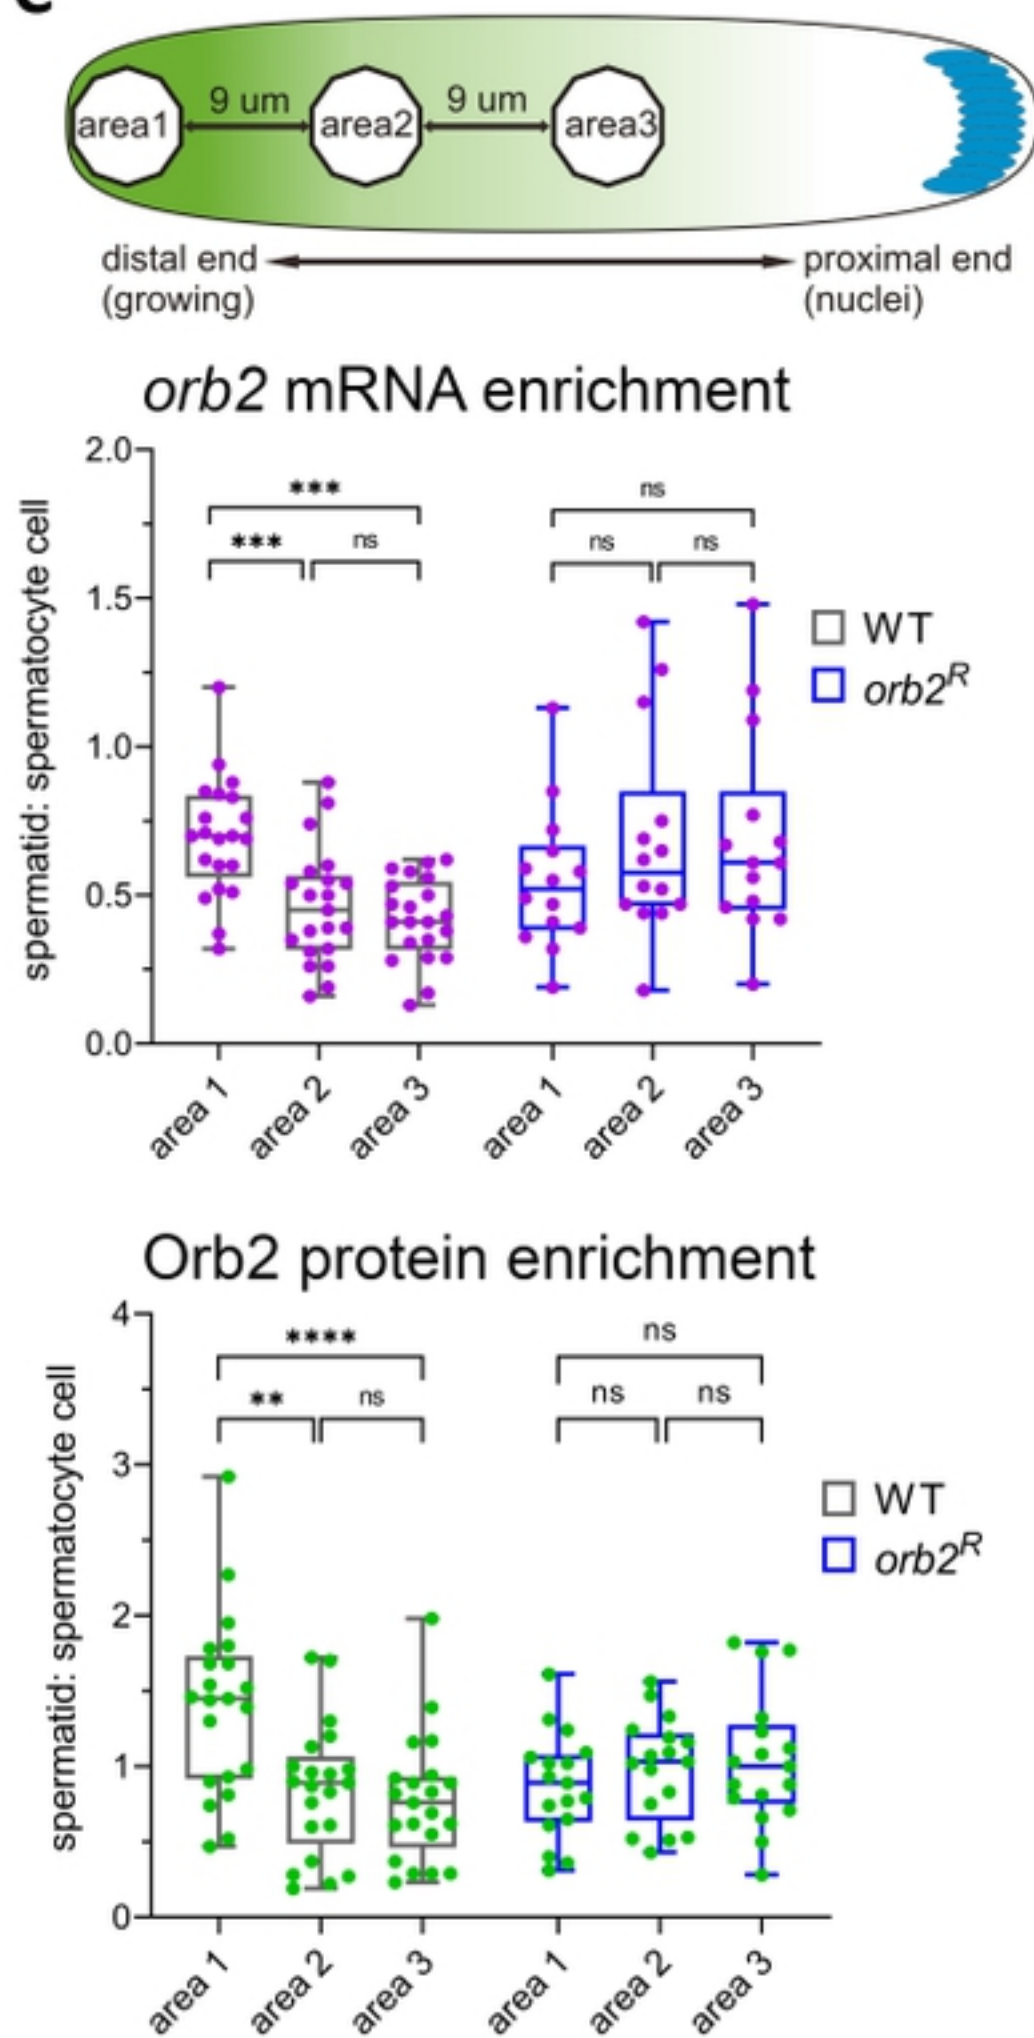 C
area1
9 um
area2
9 um
area3
distal end
(growing)
proximal end
(nuclei)
orb2 mRNA enrichment
spermatid: spermatocyte cell
2.0
1.5
1.0
0.5
0.0
***
***
ns
ns
ns
ns
WT
orb2R
area 1
area 2
area 3
area 1
area 2
area 3
Orb2 protein enrichment
spermatid: spermatocyte cell
4
3
2
1
0
****
**
ns
ns
ns
ns
WT
orb2R
area 1
area 2
area 3
area 1
area 2
area 3